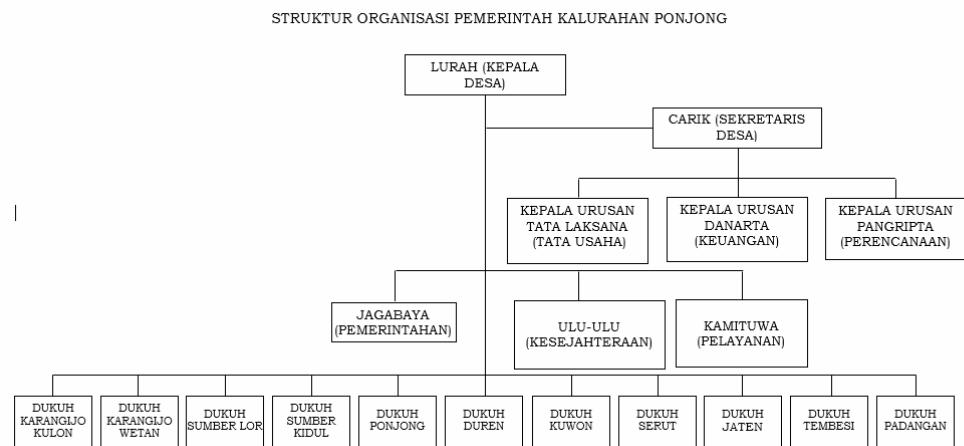 STRUKTUR ORGANISASI PEMERINTAH KALURAHAN PONJONG
LURAH (KEPALA
DESA)
CARIK (SEKRETARIS
DESA)
KEPALA URUSAN
TATA LAKSANA
(TATA USAHA)
KEPALA URUSAN
DANARTA
(KEUANGAN)
KEPALA URUSAN
PANGRIPTA
(PERENCANAAN)
JAGABAYA
(PEMERINTAHAN)
ULU-ULU
(KESEJAHTERAAN)
KAMITUWA
(PELAYANAN)
DUKUH
KARANGIJO
KULON
DUKUH
KARANGIJO
WETAN
DUKUH
SUMBER LOR
DUKUH
SUMBER
KIDUL
DUKUH
PONJONG
DUKUH
DUREN
DUKUH
KUWON
DUKUH
SERUT
DUKUH
JATEN
DUKUH
TEMBESI
DUKUH
PADANGAN